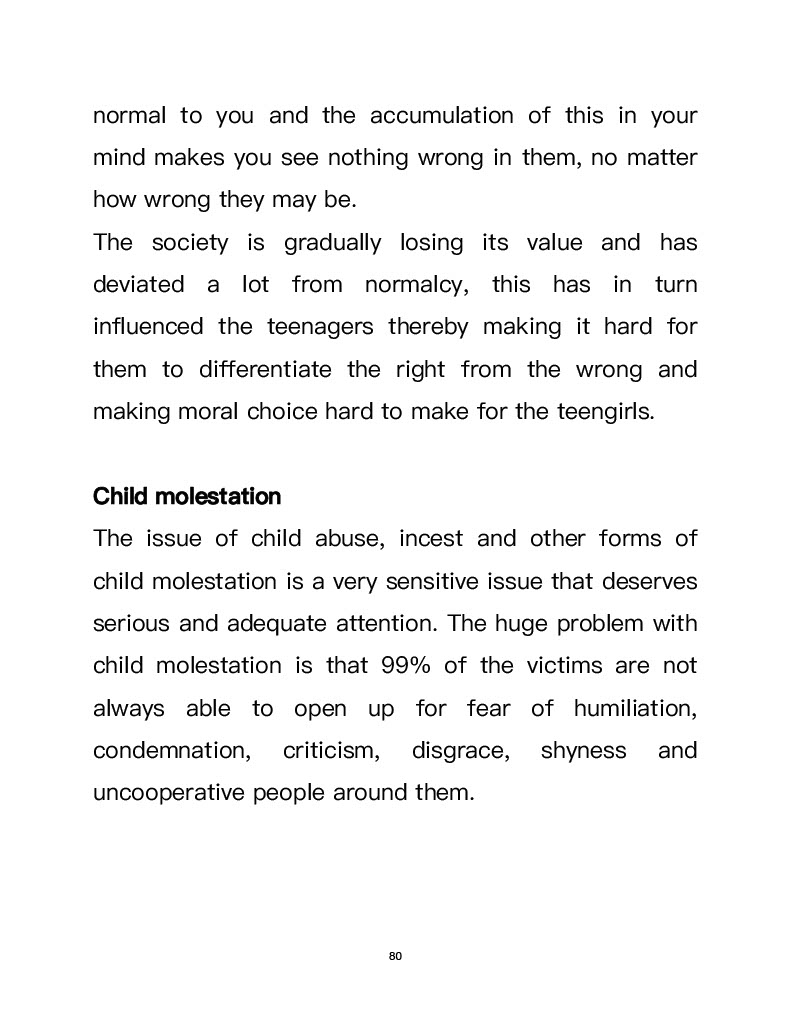 normal to you and the accumulation of this in your
mind makes you see nothing wrong in them, no matter
how wrong they may be.
The society is gradually losing its value and has
deviated a lot from normalcy, this has in turn
influenced the teenagers thereby making it hard for
them to differentiate the right from the wrong and
making moral choice hard to make for the teengirls.
Child molestation
The issue of child abuse, incest and other forms of
child molestation is a very sensitive issue that deserves
serious and adequate attention. The huge problem with
child molestation is that 99% of the victims are not
always able to open up for fear of humiliation,
condemnation, criticism, disgrace, shyness and
uncooperative people around them.
80